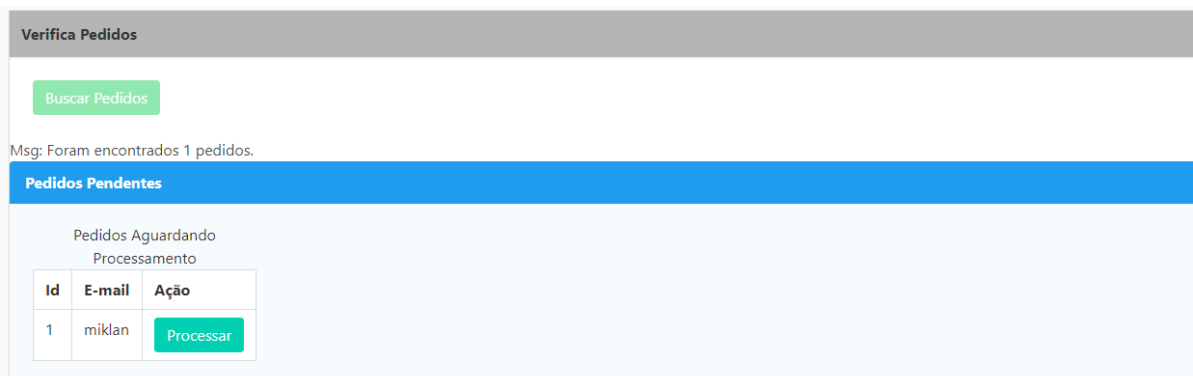 Verifica Pedidos
Buscar Pedidos
Msg: Foram encontrados 1 pedidos.
Pedidos Pendentes
Pedidos Aguardando
Processamento
Id E-mail Ação
1 miklan Processar